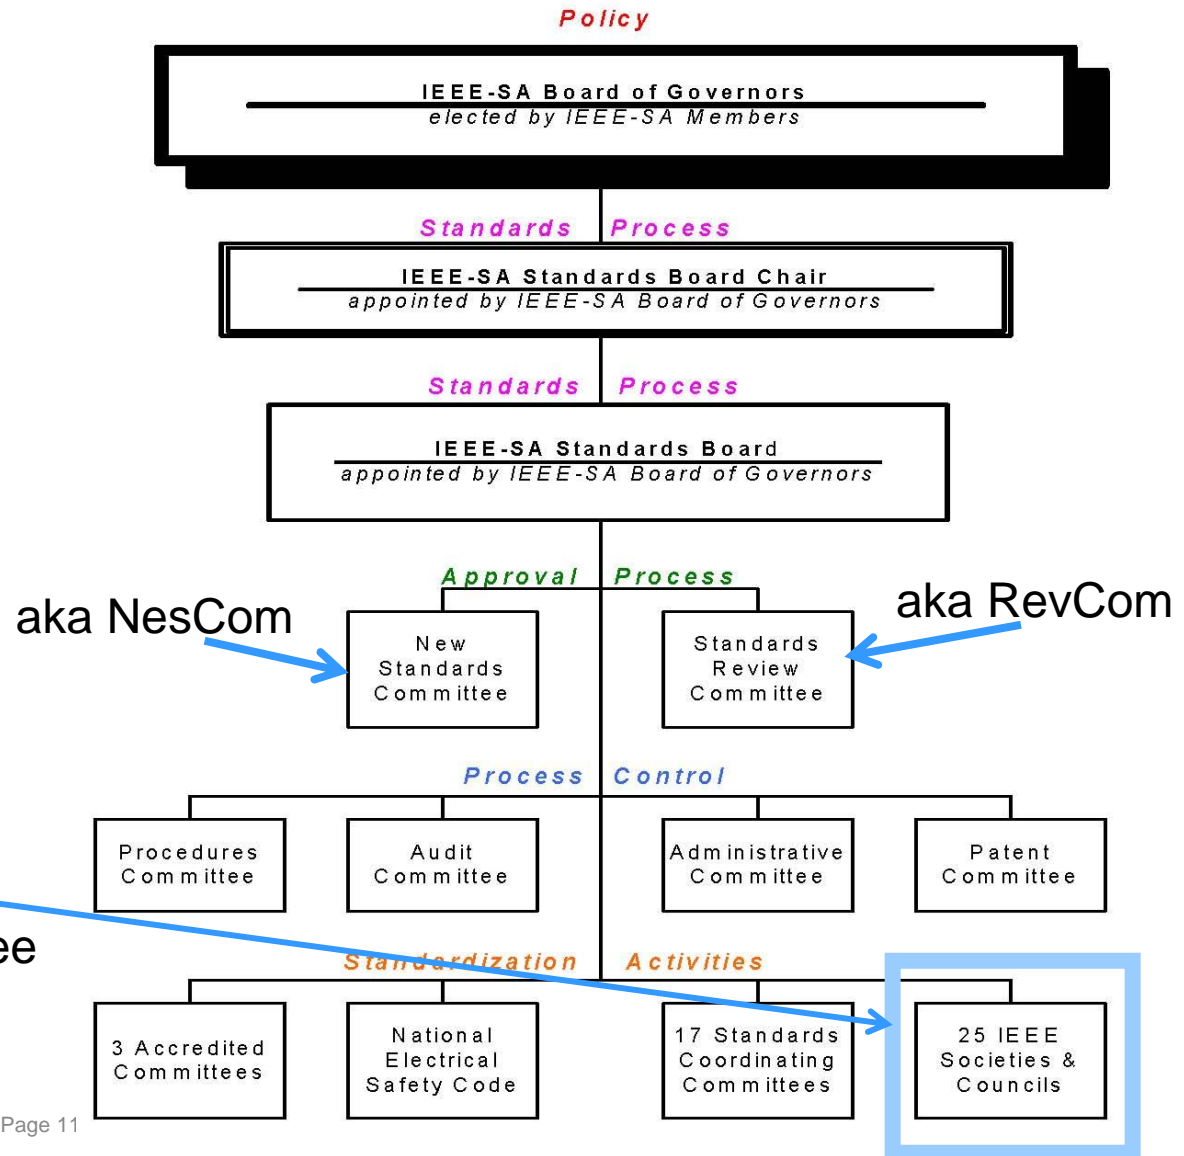 Policy
IEEE-SA Board of Governors
elected by IEEE-SA Members
Standards Process
IEEE-SA Standards Board Chair
appointed by IEEE-SA Board of Governors
Standards Process
IEEE-SA Standards Board
appointed by IEEE-SA Board of Governors
Approval Process
aka NesCom
aka RevCom
New
Standards
Committee
Standards
Review
Committee
Process Control
Procedures
Committee
Audit
Committee
Administrative
Committee
Patent
Committee
ee
Standardization Activities
3 Accredited
Committees
National
Electrical
Safety Code
17 Standards
Coordinating
Committees
25 IEEE
Societies &
Councils
Page 11